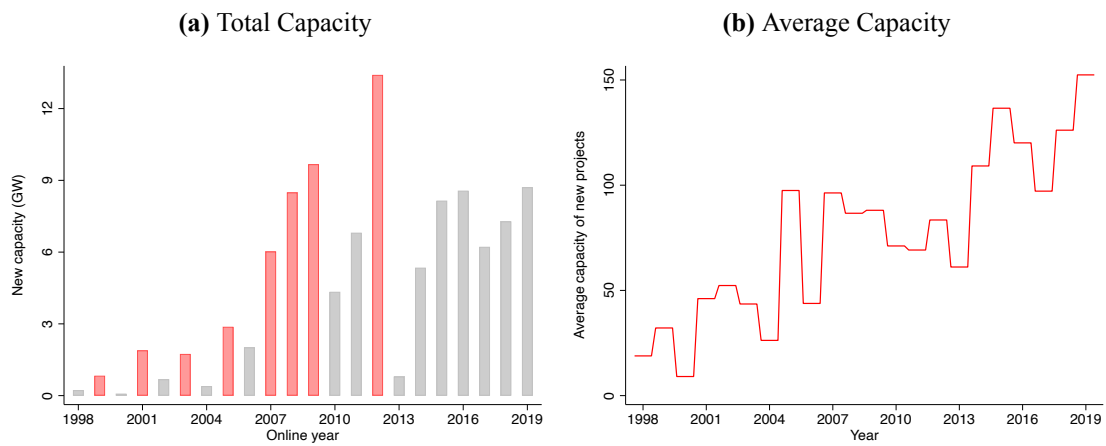 (a) Total Capacity
New capacity (GW)
12
9
6
3
0
1998 2001 2004 2007 2010 2013 2016 2019
Online year
(b) Average Capacity
Average capacity of new projects
150
100
50
0
1998 2001 2004 2007 2010 2013 2016 2019
Year